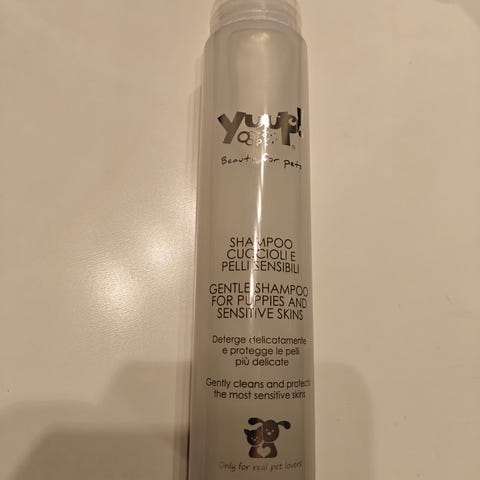 yuup!
®
Beauty for pets
SHAMPOO
CUCCIOLI E
PELLI SENSIBILI
GENTLE SHAMPOO
FOR PUPPIES AND
SENSITIVE SKINS
Deterge delicatamente
e protegge le pelli
più delicate
Gently cleans and protects
the most sensitive skins
Only for real pet lovers